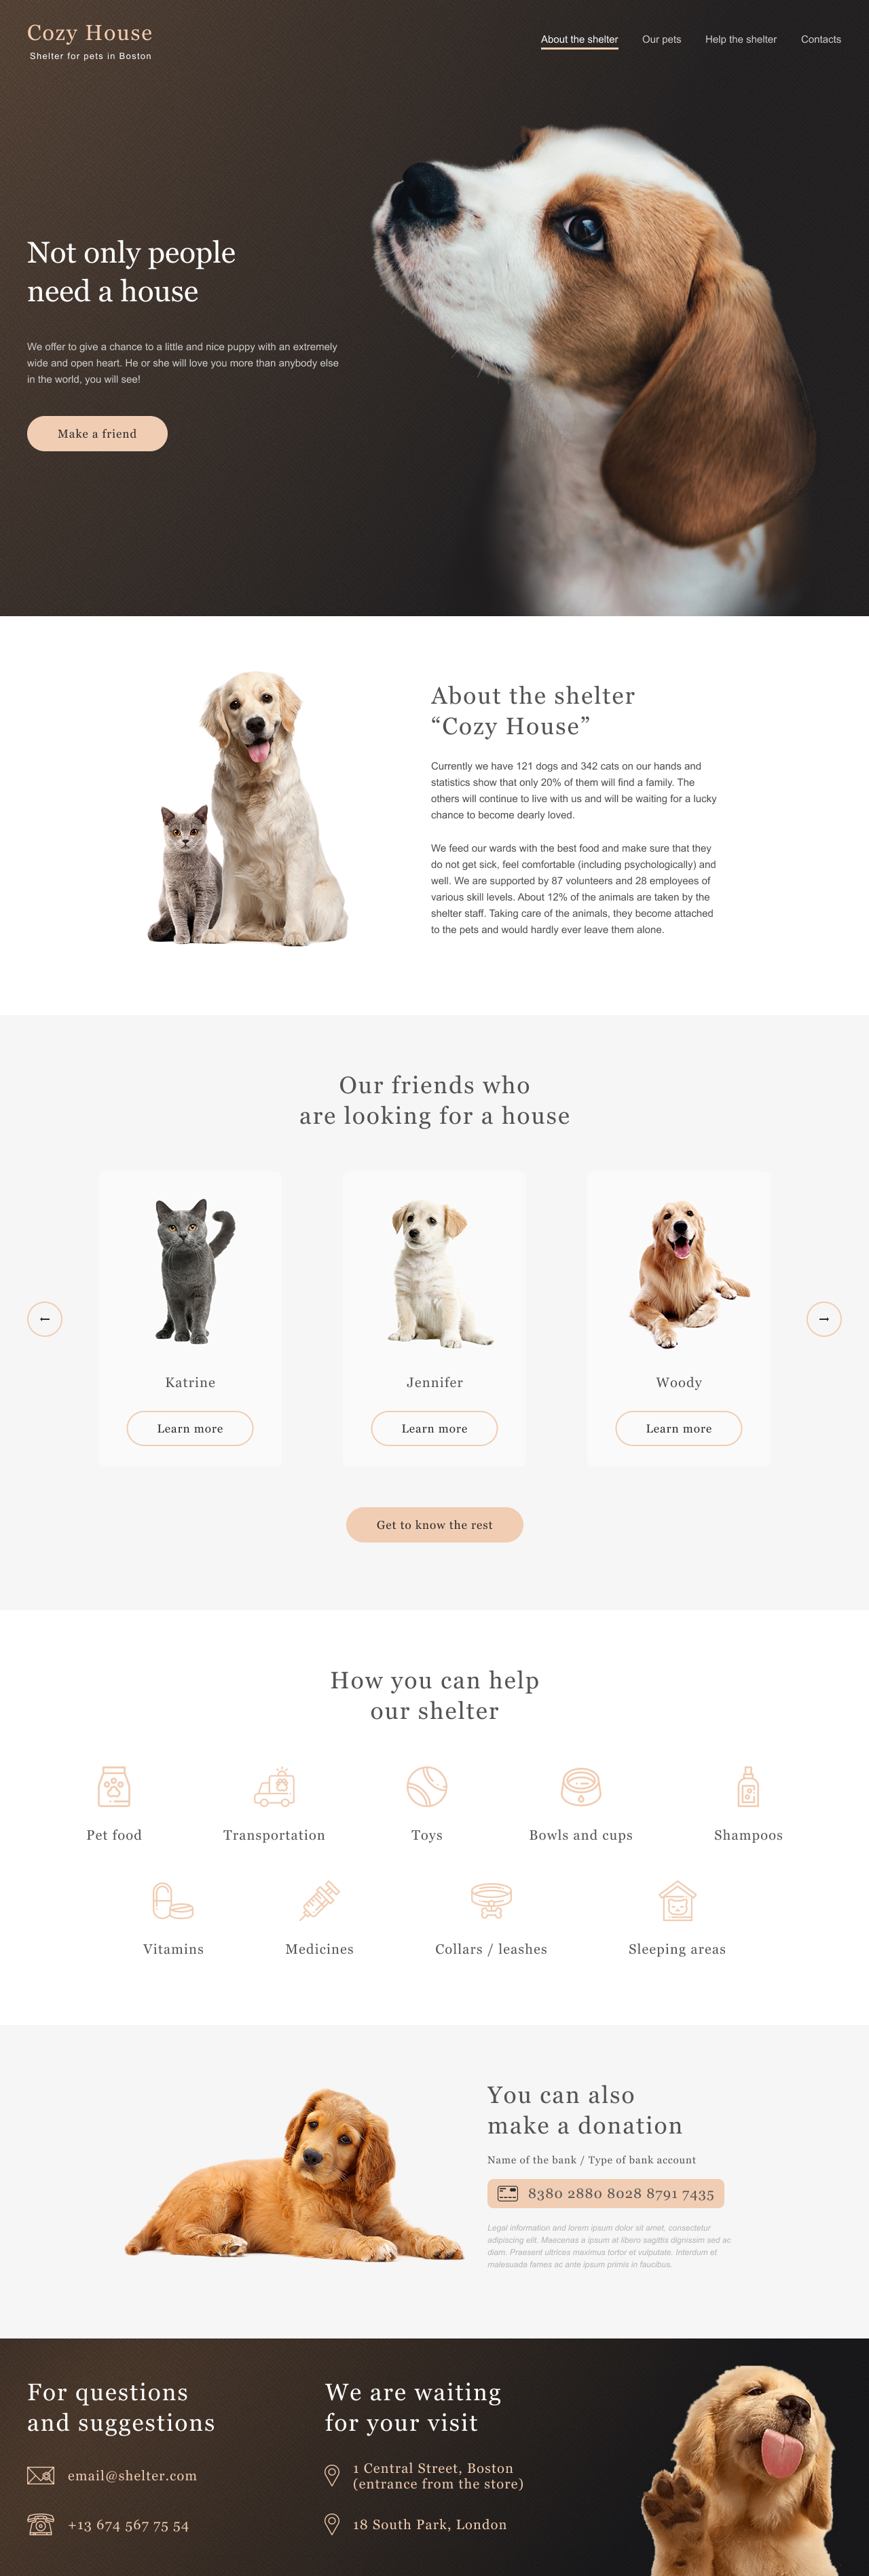 Cozy House
Shelter for pets in Boston
About the shelter
Our pets
Help the shelter
Contacts
Not only people
need a house
We offer to give a chance to a little and nice puppy with an extremely
wide and open heart. He or she will love you more than anybody else
in the world, you will see!
Make a friend
About the shelter
“Cozy House”
Currently we have 121 dogs and 342 cats on our hands and
statistics show that only 20% of them will find a family. The
others will continue to live with us and will be waiting for a lucky
chance to become dearly loved.
We feed our wards with the best food and make sure that they
do not get sick, feel comfortable (including psychologically) and
well. We are supported by 87 volunteers and 28 employees of
various skill levels. About 12% of the animals are taken by the
shelter staff. Taking care of the animals, they become attached
to the pets and would hardly ever leave them alone.
Our friends who
are looking for a house
Katrine
Learn more
Jennifer
Learn more
Woody
Learn more
Get to know the rest
How you can help
our shelter
Pet food
Transportation
Toys
Bowls and cups
Shampoos
Vitamins
Medicines
Collars / leashes
Sleeping areas
You can also
make a donation
Name of the bank / Type of bank account
8380 2880 8028 8791 7435
Legal information and lorem ipsum dolor sit amet, consectetur
adipiscing elit. Maecenas a ipsum at libero sagittis dignissim sed ac
diam. Praesent ultrices maximus tortor et vulputate. Interdum et
malesuada fames ac ante ipsum primis in faucibus.
For questions
and suggestions
email@shelter.com
+13 674 567 75 54
We are waiting
for your visit
1 Central Street, Boston
(entrance from the store)
18 South Park, London